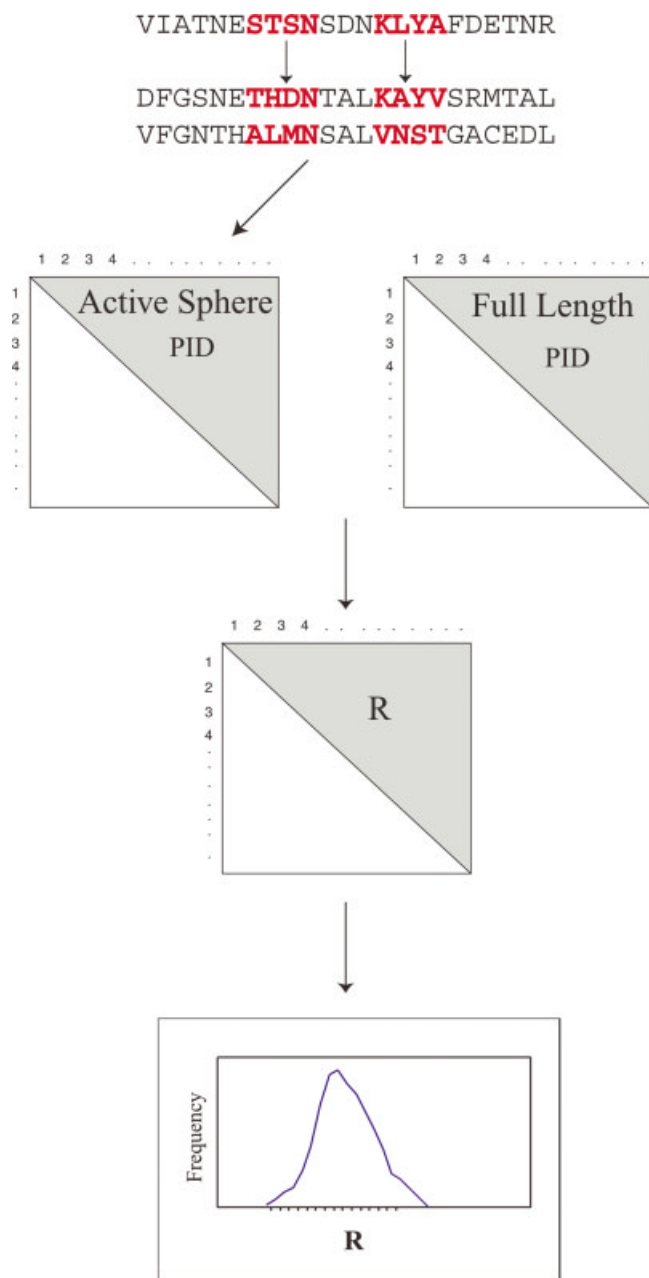 VIATNESTSNSDNKLYAFDETNR
DFGSNETHDNTALKAYVSRMTAL
VFGNTHALMNSALVNSTGACEDL
1 2 3 4 . . . . . . . . . .
1 2 3 4 . . . . . . . . . .
1
2
3
4
.
.
.
.
.
.
.
Active Sphere
PID
1
2
3
4
.
.
.
.
.
.
.
Full Length
PID
1 2 3 4 . . . . . . . . .
1
2
3
4
.
.
.
.
.
.
.
R
Frequency
R